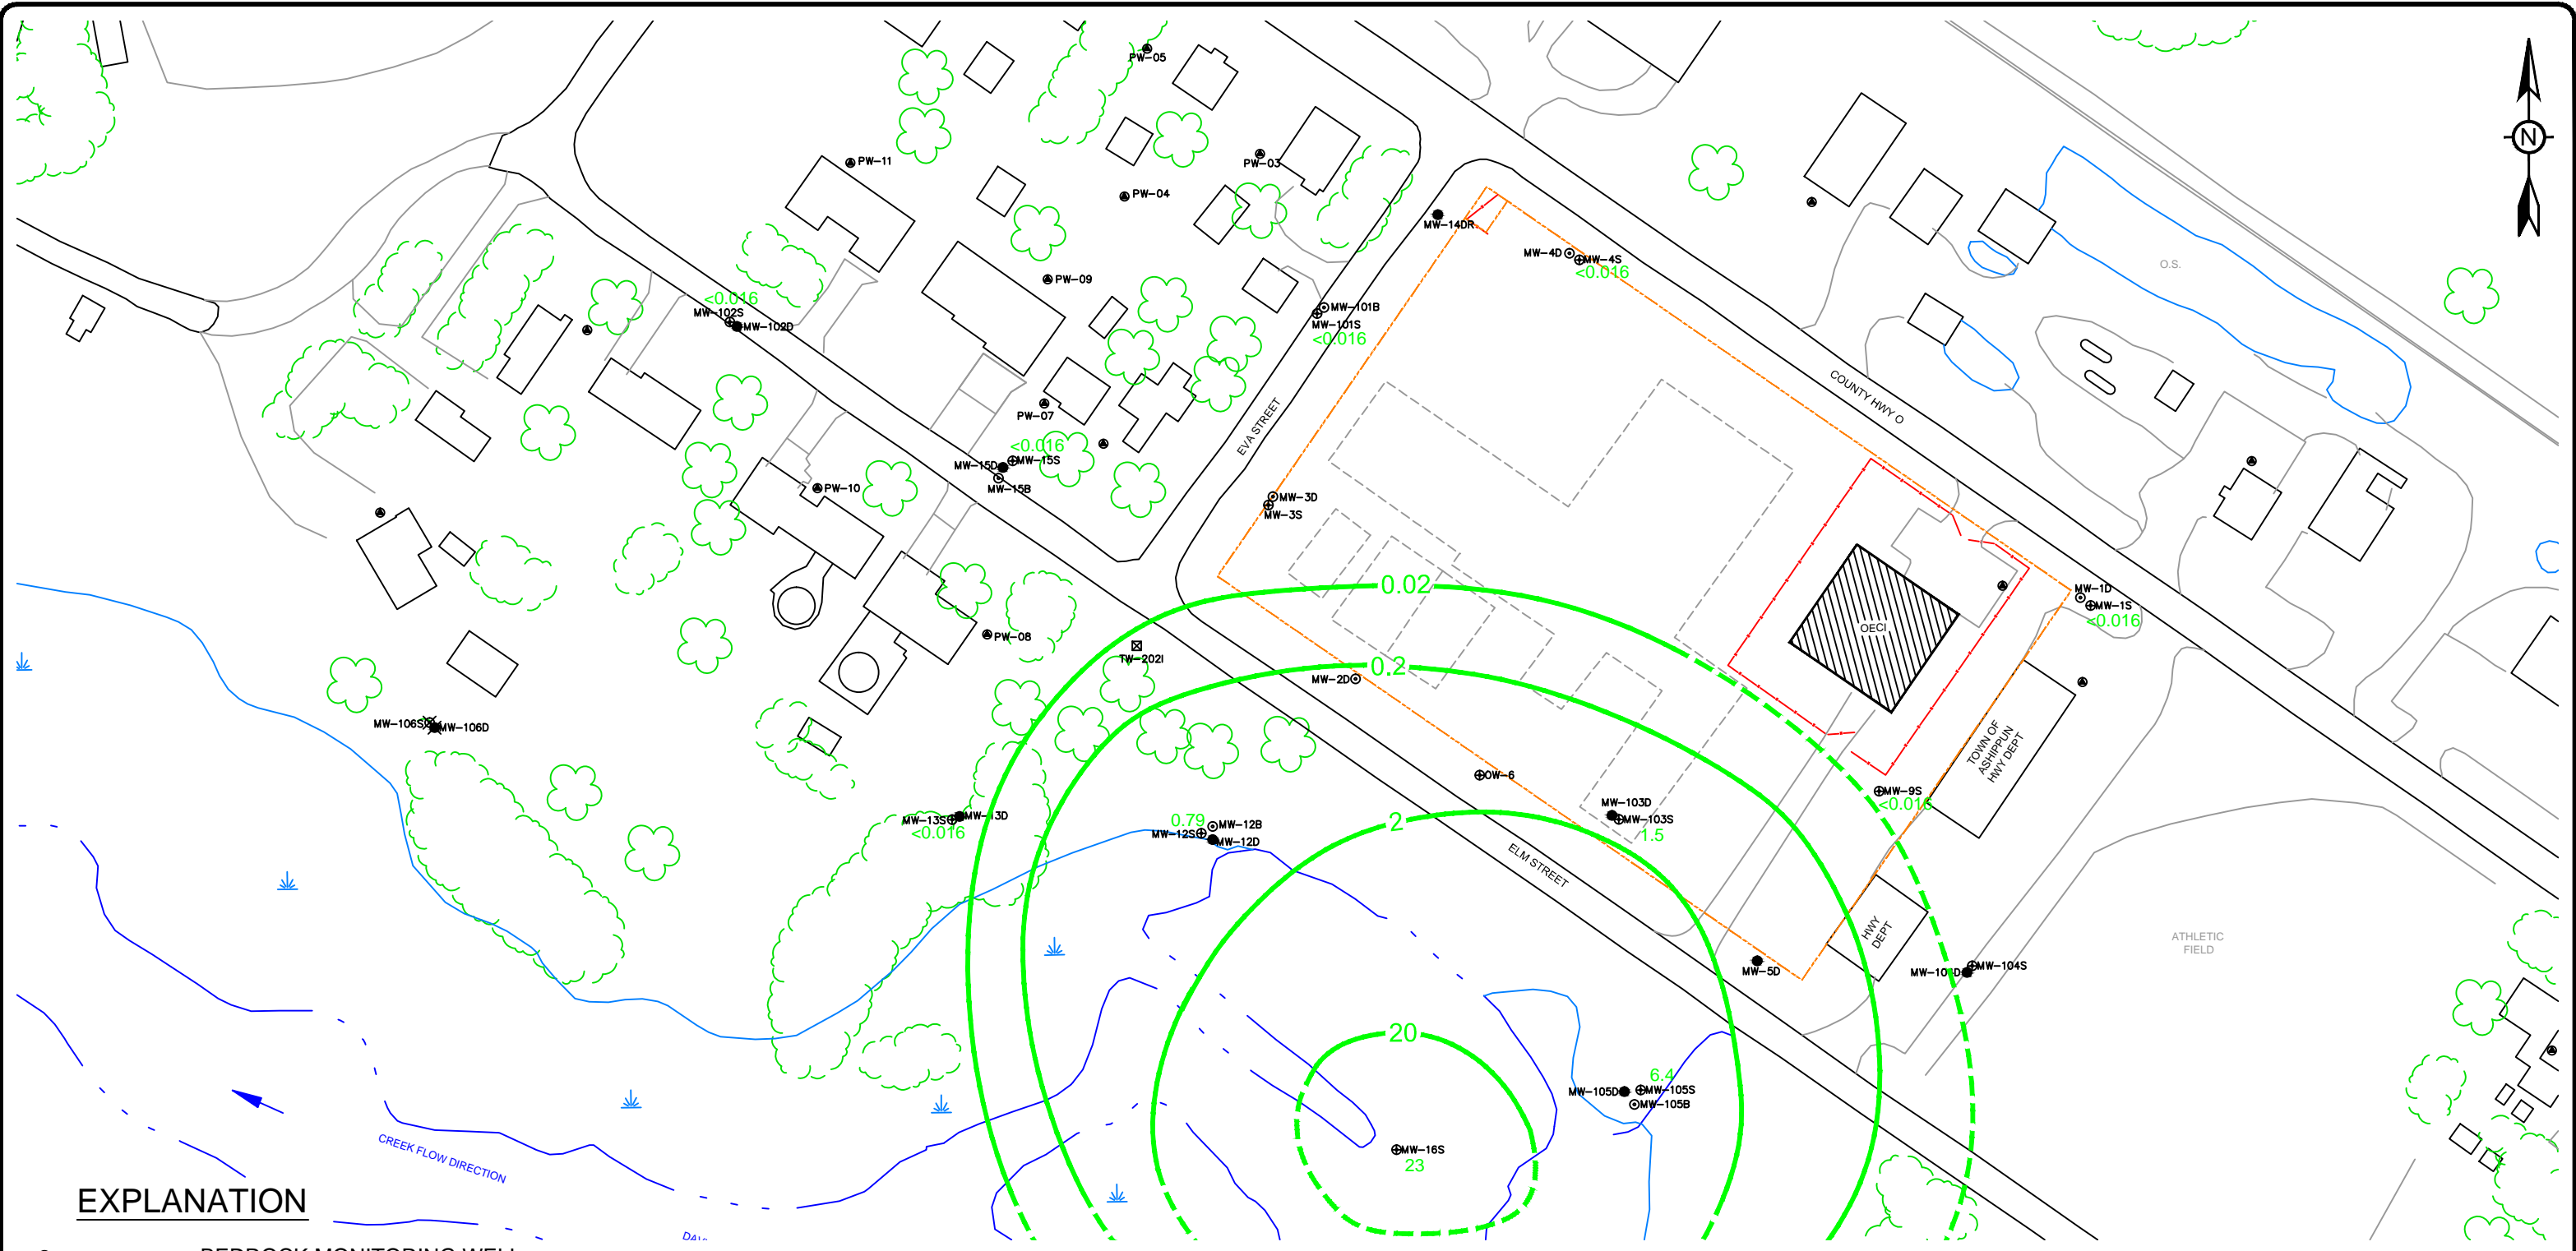 PW-05
N
PW-11
PW-03
PW-04
MW-14DR
MW-4D
MW-4S
<0.016
O.S.
PW-09
<0.016
MW-102S
MW-102D
MW-101B
MW-101S
<0.016
COUNTY HWY O
EVA STREET
PW-07
<0.016
MW-15D
MW-15S
MW-15B
PW-10
MW-3D
MW-3S
0.02
MW-1D
MW-1S
<0.016
OECI
PW-08
TW-202I
0.2
MW-2D
MW-106S
MW-106D
TOWN OF
ASHIPPUN
HWY DEPT
OW-6
MW-9S
<0.016
MW-103D
MW-103S
1.5
MW-13S
MW-13D
<0.016
0.79
MW-12B
MW-12S
MW-12D
2
ELM STREET
HWY
DEPT
ATHLETIC
FIELD
MW-5D
MW-104S
20
6.4
MW-105D
MW-105S
MW-105B
MW-16S
23
CREEK FLOW DIRECTION
EXPLANATION
BEDROCK MONITORING WELL